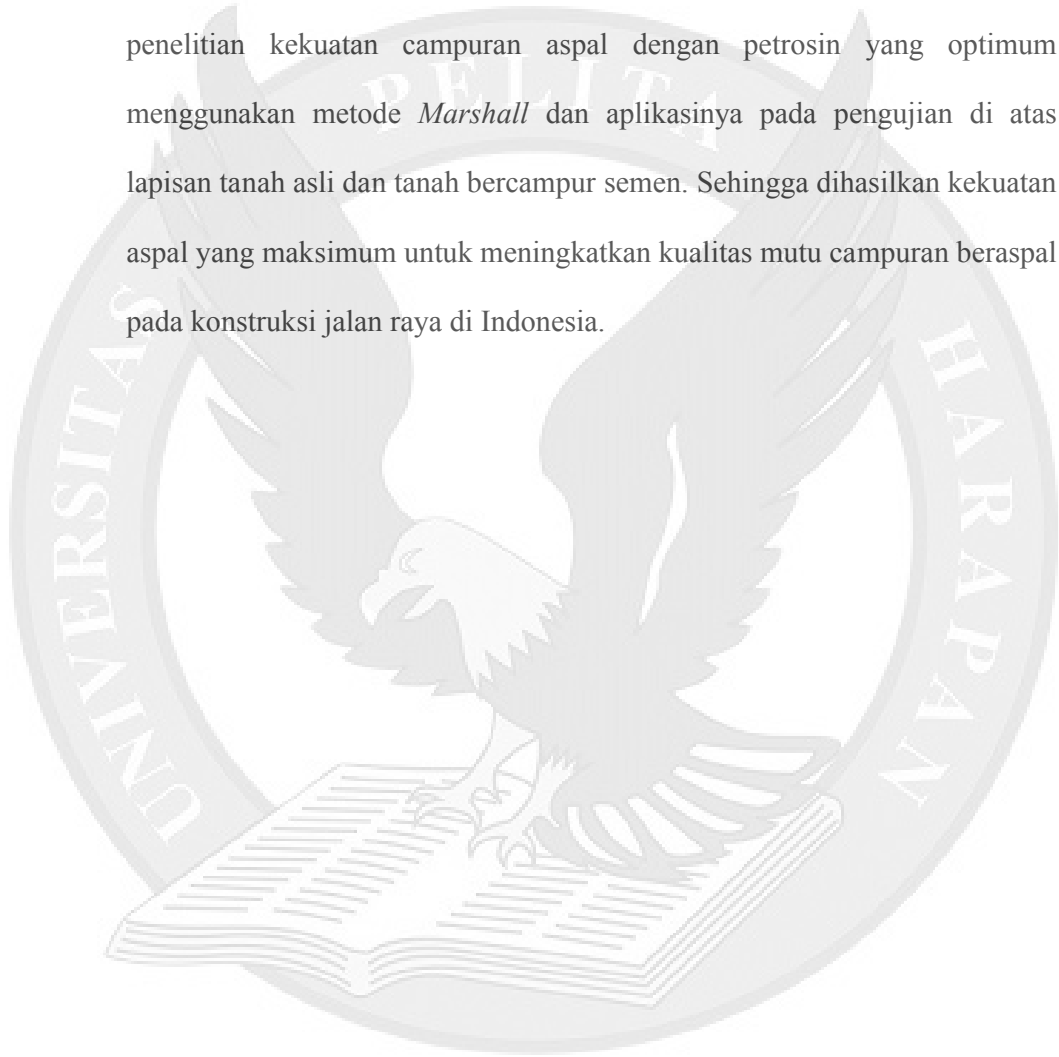 penelitian kekuatan campuran aspal dengan petrosin yang optimum
menggunakan metode Marshall dan aplikasinya pada pengujian di atas
lapisan tanah asli dan tanah bercampur semen. Sehingga dihasilkan kekuatan
aspal yang maksimum untuk meningkatkan kualitas mutu campuran beraspal
pada konstruksi jalan raya di Indonesia.
UNIVERSITAS PELITA HARAPAN